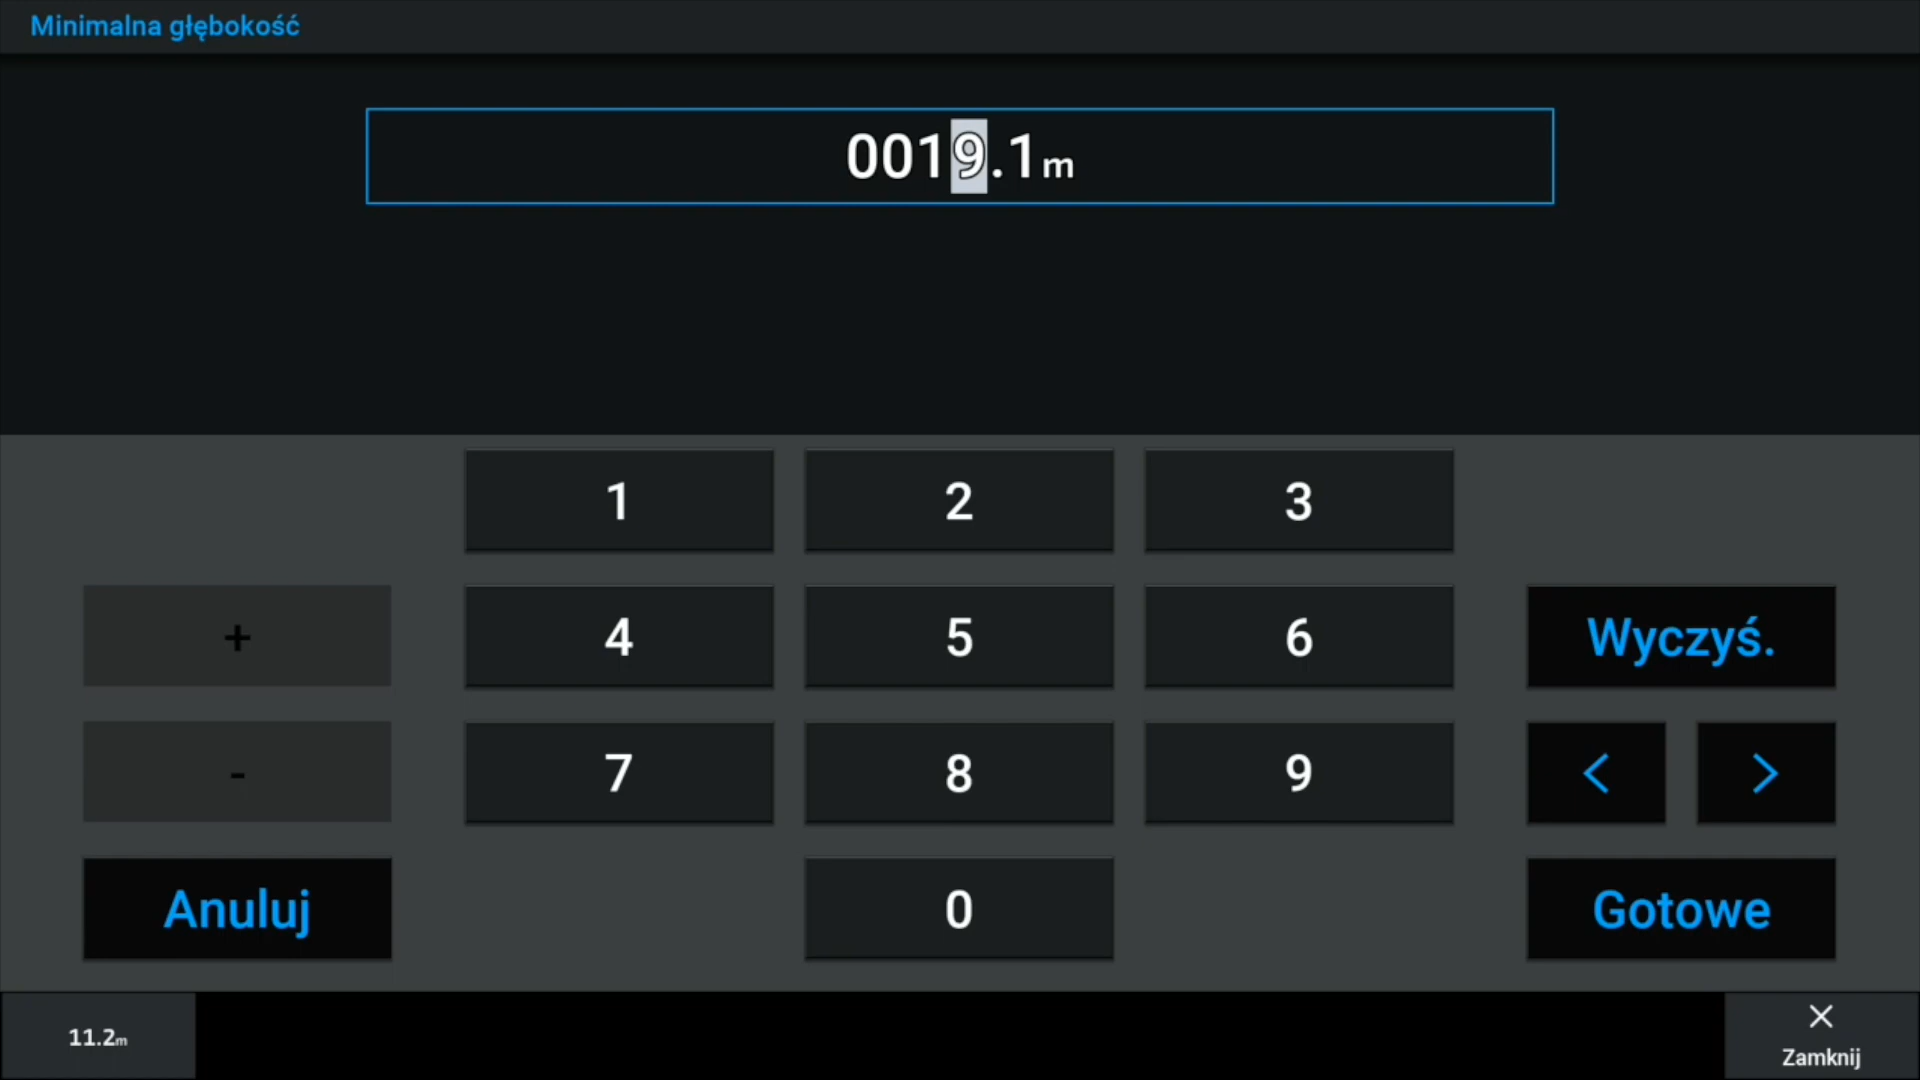 Minimalna głębokość
0019.1m
1 2 3
+ 4 5 6 Wyczyś.
- 7 8 9 < >
Anuluj 0 Gotowe
11.2m
Zamknij